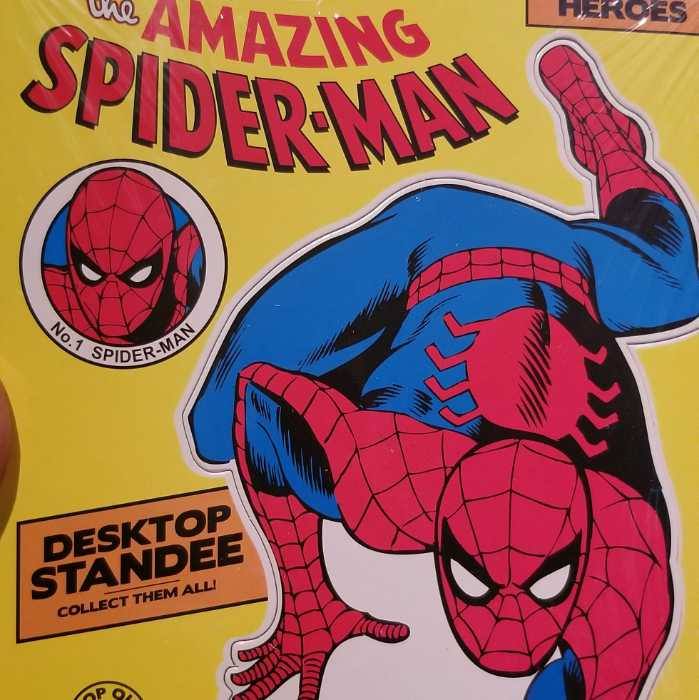 the AMAZING
SPIDER-MAN
HEROES
No.1 SPIDER-MAN
DESKTOP
STANDEE
COLLECT THEM ALL!